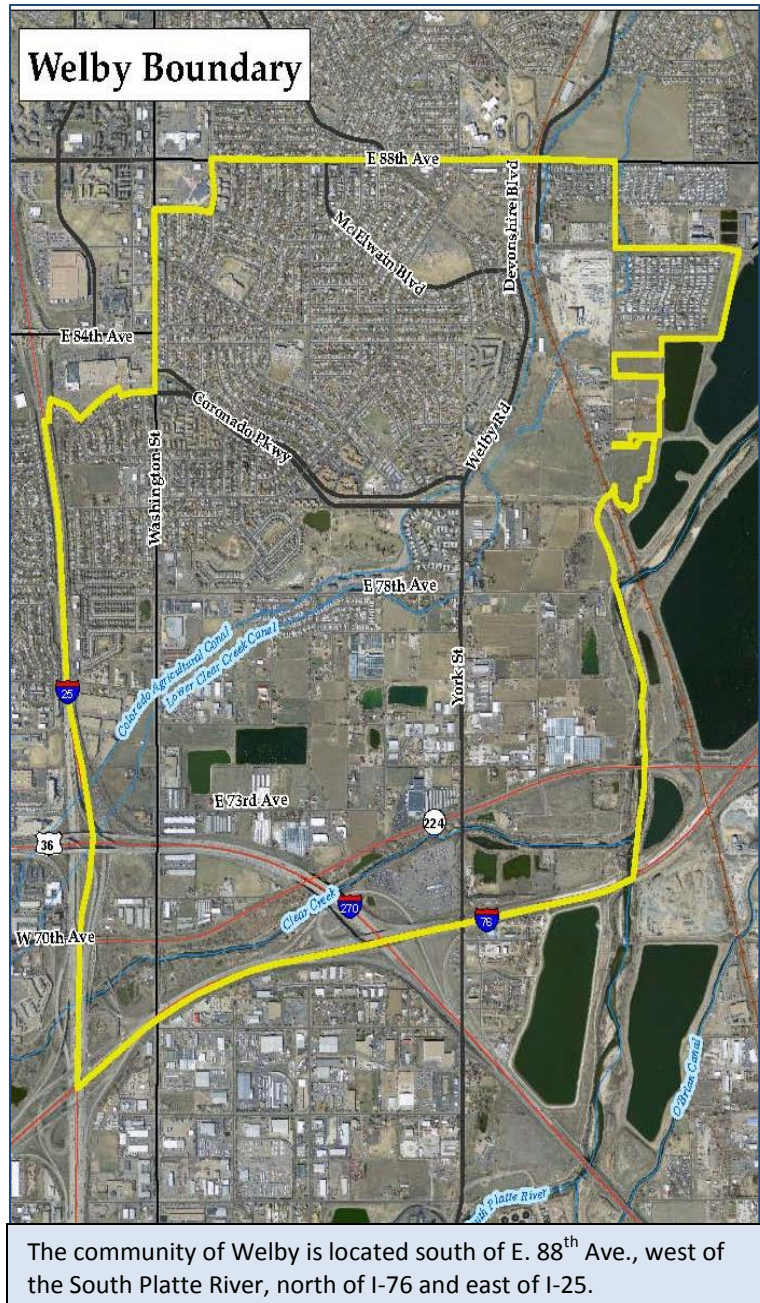 Welby Boundary
E 88th Ave
McElwain Blvd
Devonshire Blvd
E 84th Ave
Coronado Pkwy
Welby Rd
Washington St
E 78th Ave
Colorado Agricultural Canal
Lower Clear Creek Canal
York St
25
E 73rd Ave
224
36
Clear Creek
270
76
W 70th Ave
O'Brian Canal
South Platte River
The community of Welby is located south of E. 88th Ave., west of
the South Platte River, north of I-76 and east of I-25.